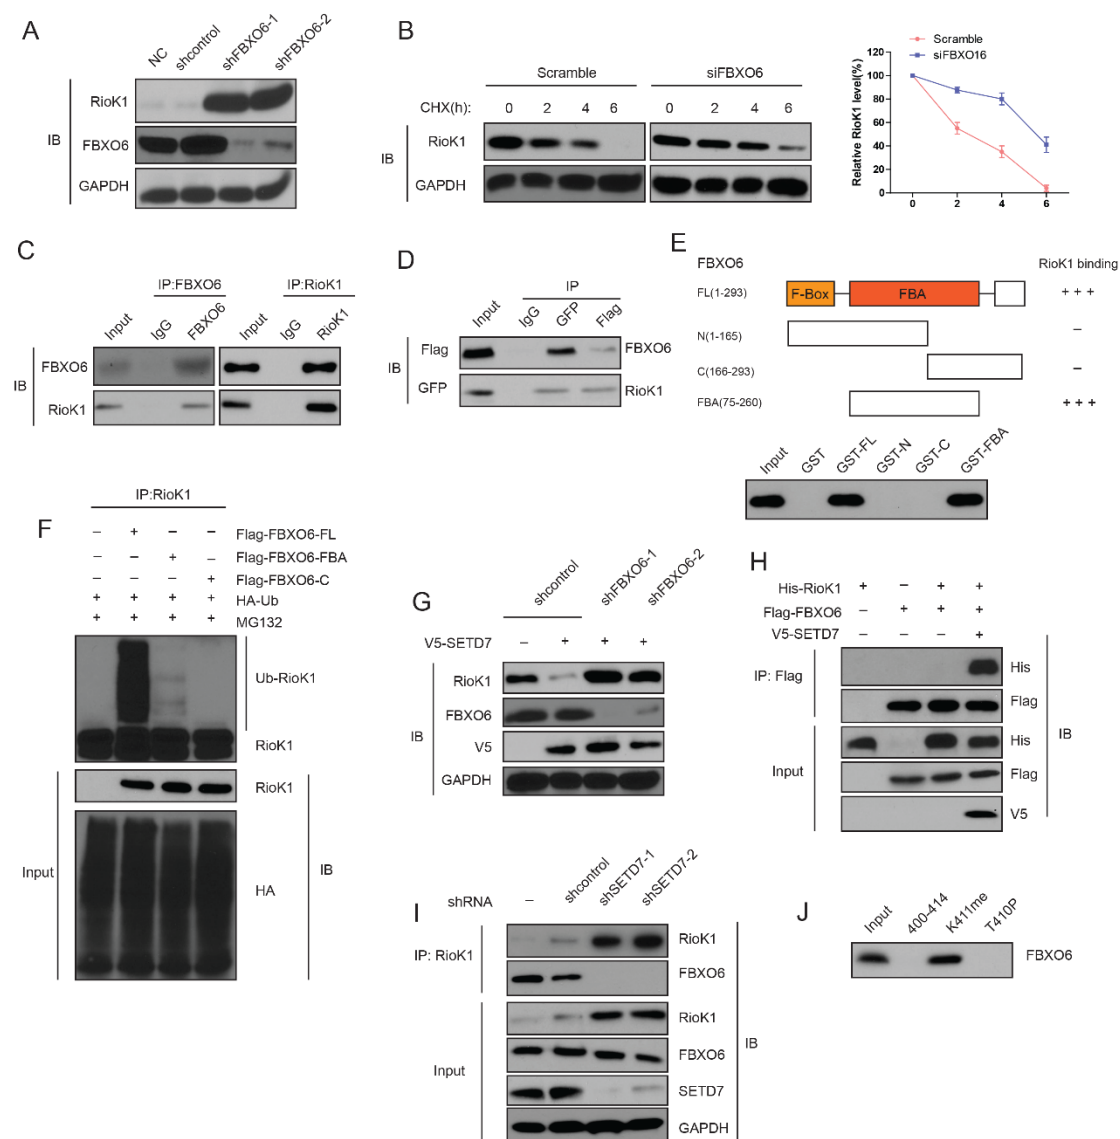 A
NC
shcontrol
shFBXO6-1
shFBXO6-2
IB
RioK1
FBXO6
GAPDH
B
Scramble
siFBXO6
CHX(h):
0 2 4 6
0 2 4 6
IB
RioK1
GAPDH
Scramble
siFBXO16
Relative RioK1 level(%)
120
100
80
60
40
20
0
0 2 4 6
C
IP:FBXO6
IP:RioK1
Input
IgG
FBXO6
Input
IgG
RioK1
IB
FBXO6
RioK1
D
IP
Input
IgG
GFP
Flag
IB
Flag
FBXO6
GFP
RioK1
E
FBXO6
RioK1 binding
FL(1-293)
F-Box
FBA
+ + +
N(1-165)
–
C(166-293)
–
FBA(75-260)
+ + +
Input
GST
GST-FL
GST-N
GST-C
GST-FBA
F
IP:RioK1
– + – – Flag-FBXO6-FL
– – + – Flag-FBXO6-FBA
– – – + Flag-FBXO6-C
+ + + + HA-Ub
+ + + + MG132
Ub-RioK1
RioK1
RioK1
Input
HA
IB
G
shcontrol
shFBXO6-1
shFBXO6-2
V5-SETD7 – + + +
IB
RioK1
FBXO6
V5
GAPDH
H
His-RioK1 + – + +
Flag-FBXO6 – + + +
V5-SETD7 – – – +
IP: Flag
His
Flag
Input
His
Flag
V5
IB
I
shRNA
–
shcontrol
shSETD7-1
shSETD7-2
IP: RioK1
RioK1
FBXO6
Input
RioK1
FBXO6
SETD7
GAPDH
IB
J
Input
400-414
K411me
T410P
FBXO6